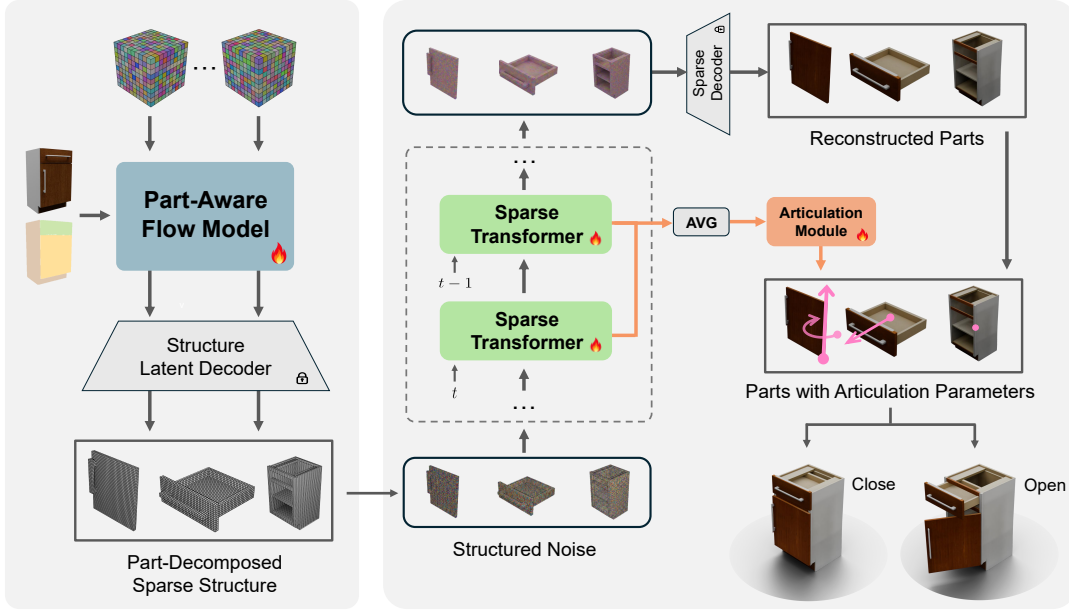 ...
Part-Aware
Flow Model
Structure
Latent Decoder
Part-Decomposed
Sparse Structure
Sparse
Decoder
Reconstructed Parts
...
Sparse
Transformer
t − 1
Sparse
Transformer
t
...
AVG
Articulation
Module
Structured Noise
Parts with Articulation Parameters
Close
Open